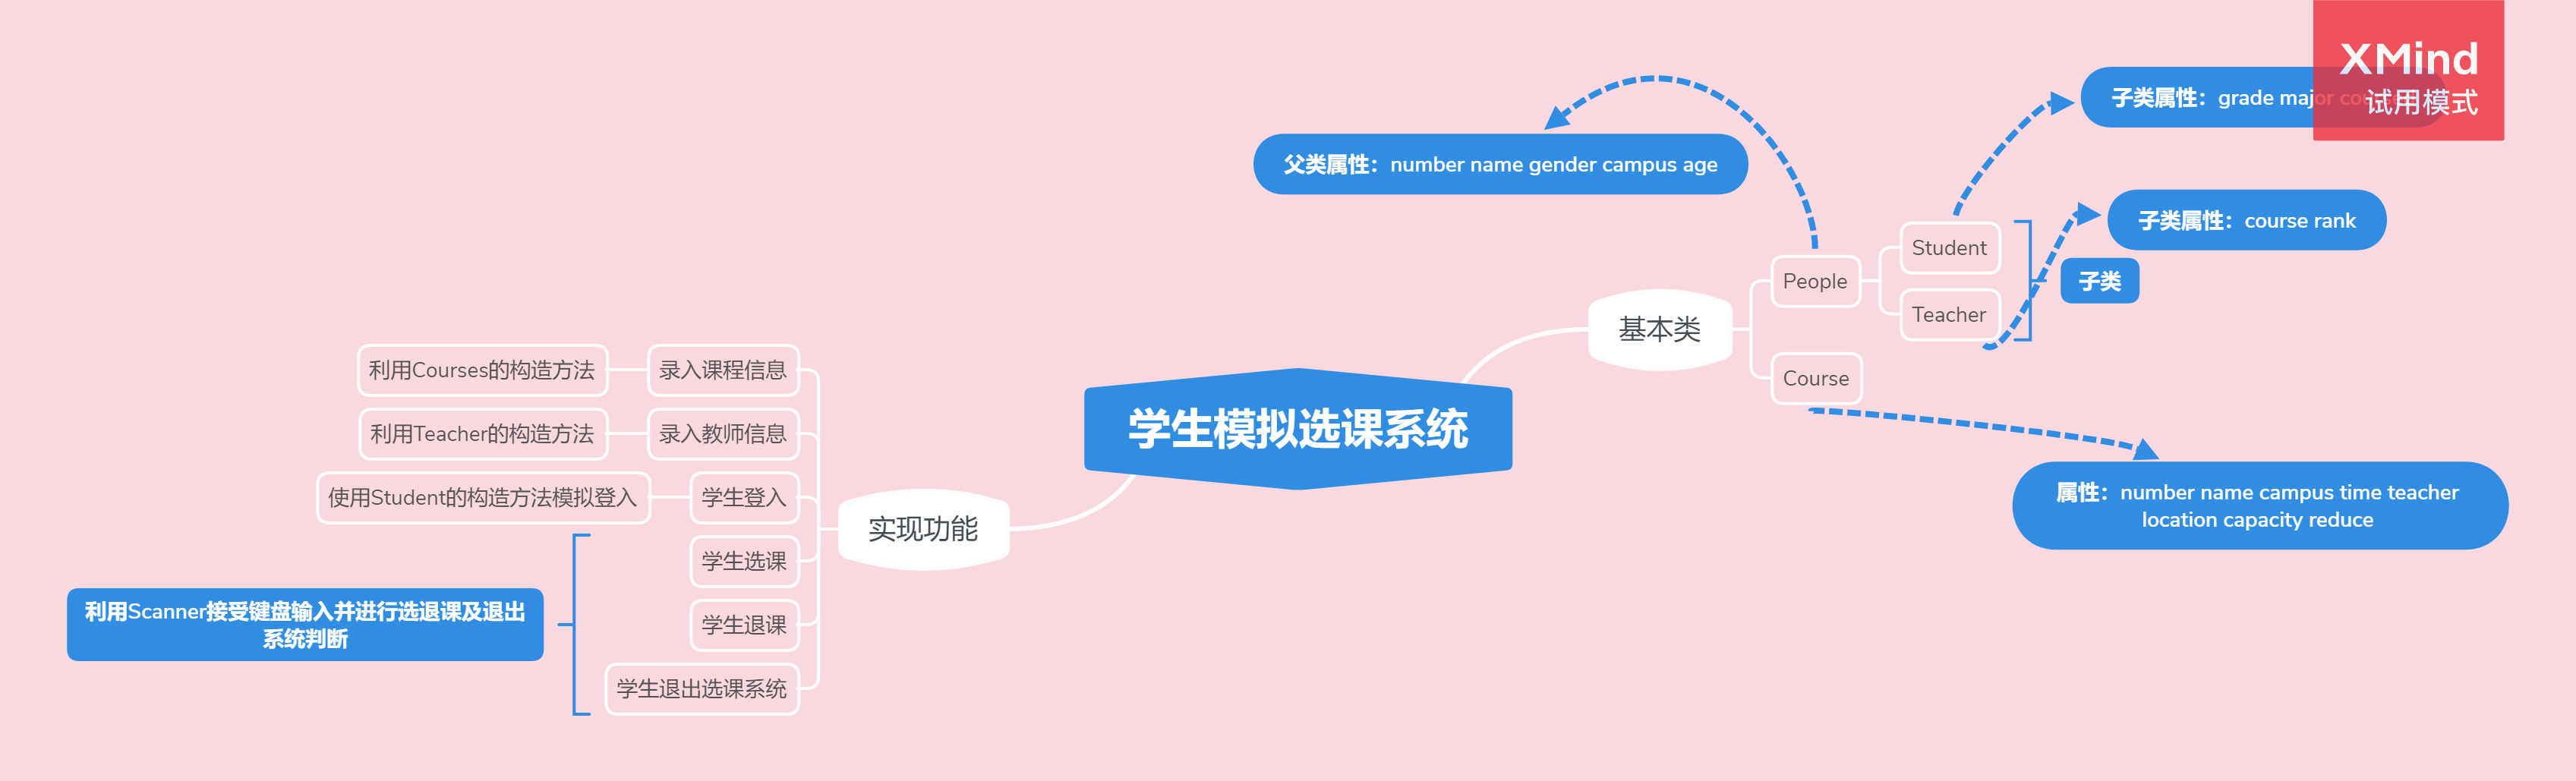 学生模拟选课系统
基本类
People
父类属性：number name gender campus age
Student
子类属性：grade major
Teacher
子类属性：course rank
子类
Course
属性：number name campus time teacher
location capacity reduce
实现功能
录入课程信息
利用Courses的构造方法
录入教师信息
利用Teacher的构造方法
学生登入
使用Student的构造方法模拟登入
学生选课
学生退课
学生退出选课系统
利用Scanner接受键盘输入并进行选退课及退出
系统判断
XMind
试用模式